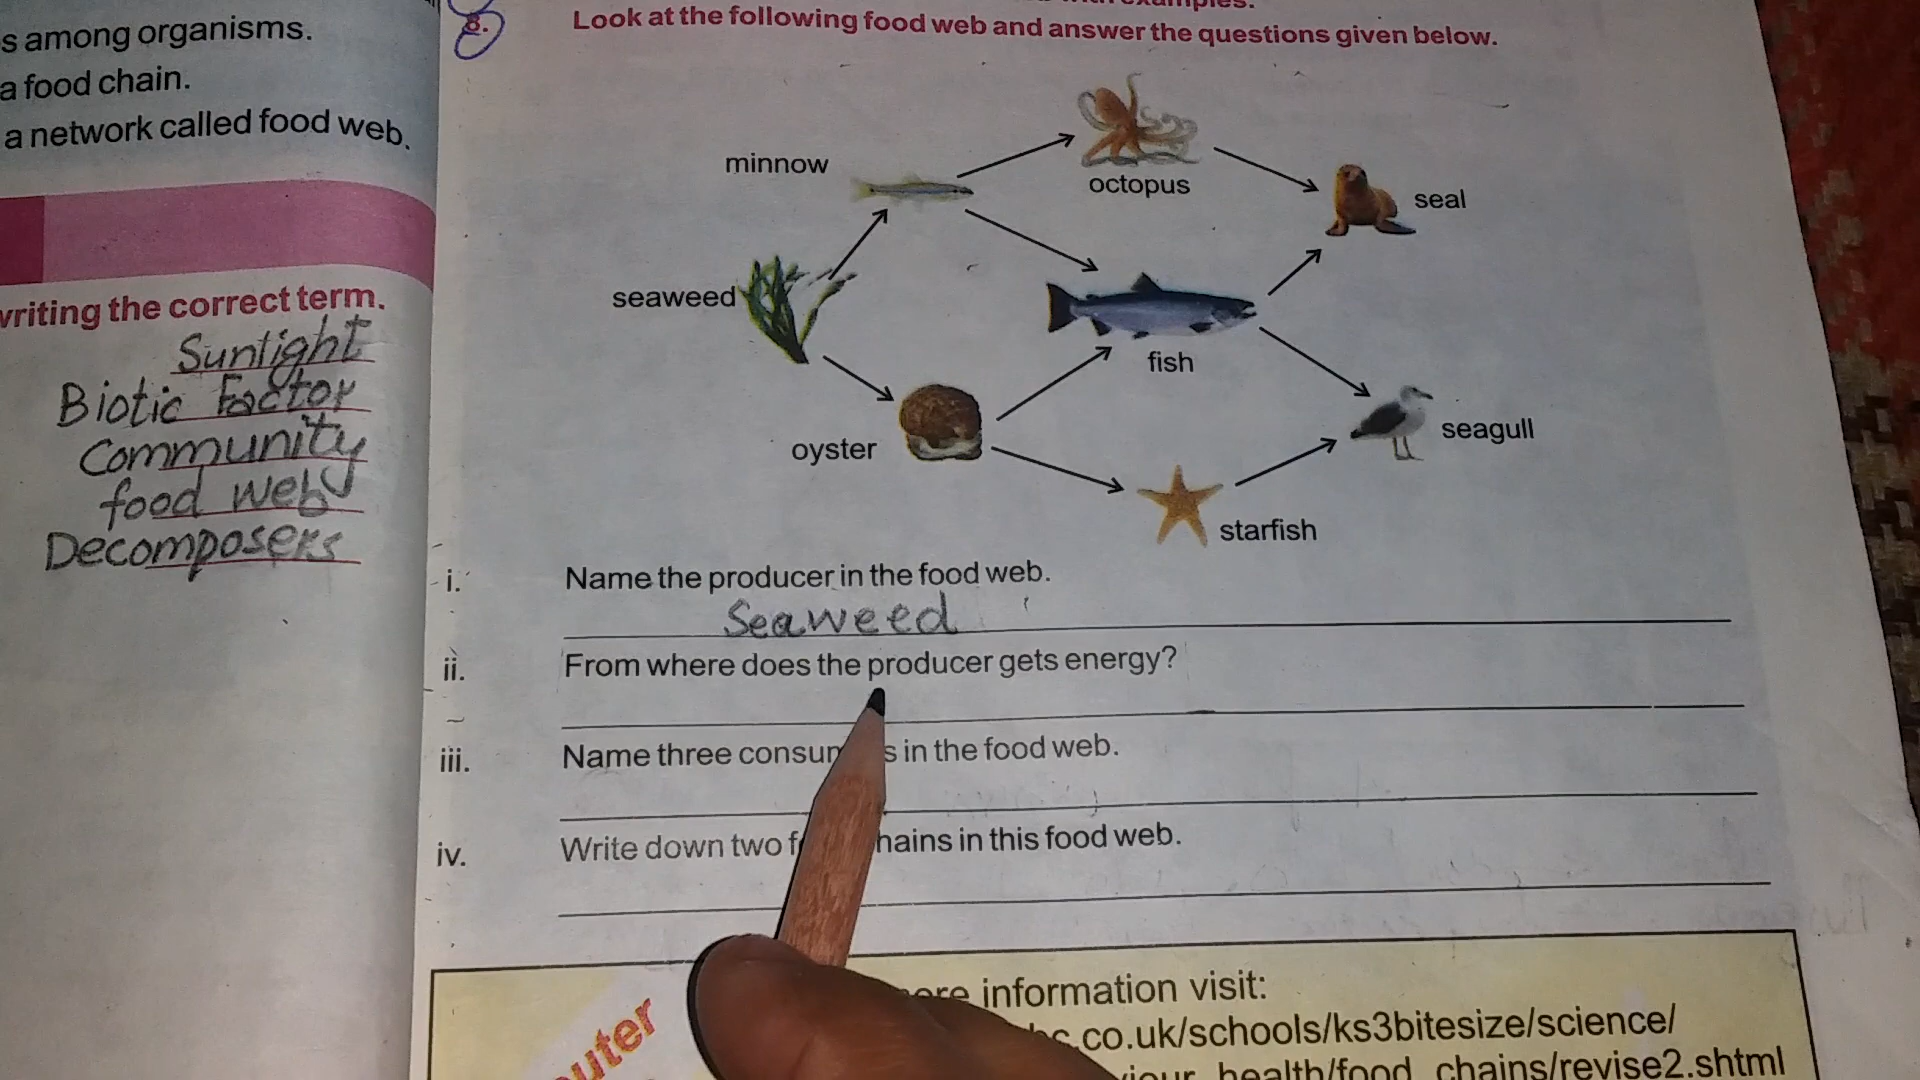 s among organisms.
a food chain.
a network called food web.
writing the correct term.
Sunlight
Biotic Factor
Community
food web
Decomposers
examples.
8.
Look at the following food web and answer the questions given below.
minnow
octopus
seal
seaweed
fish
oyster
seagull
starfish
i. Name the producer in the food web.
Seaweed
ii. From where does the producer gets energy?
iii. Name three consum s in the food web.
iv. Write down two f hains in this food web.
ore information visit:
.co.uk/schools/ks3bitesize/science/
iour_health/food_chains/revise2.shtml
uter